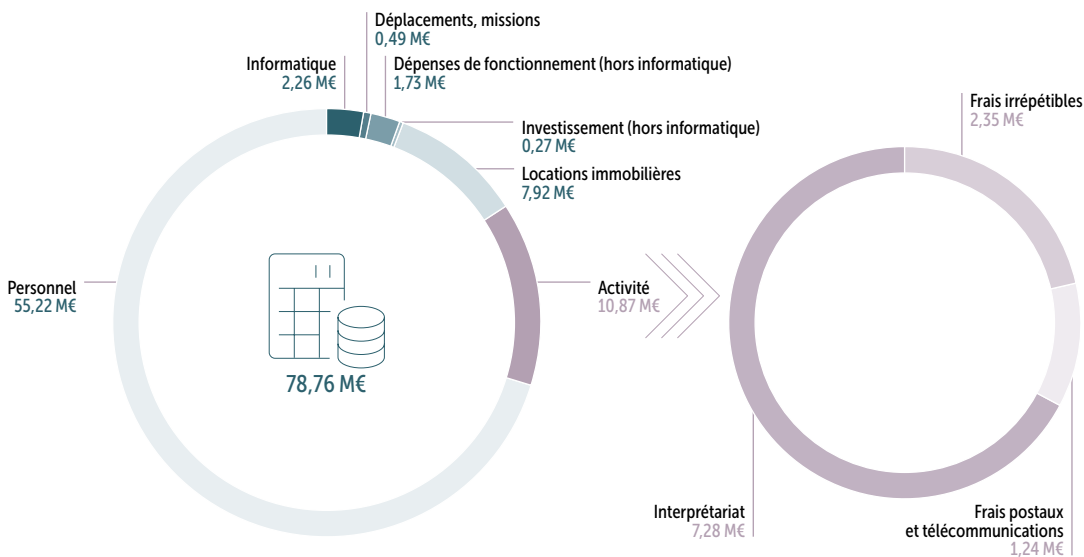 Déplacements, missions
0,49 M€
Informatique
2,26 M€
Dépenses de fonctionnement (hors informatique)
1,73 M€
Investissement (hors informatique)
0,27 M€
Locations immobilières
7,92 M€
Personnel
55,22 M€
78,76 M€
Activité
10,87 M€
Frais irrépétibles
2,35 M€
Interprétariat
7,28 M€
Frais postaux
et télécommunications
1,24 M€